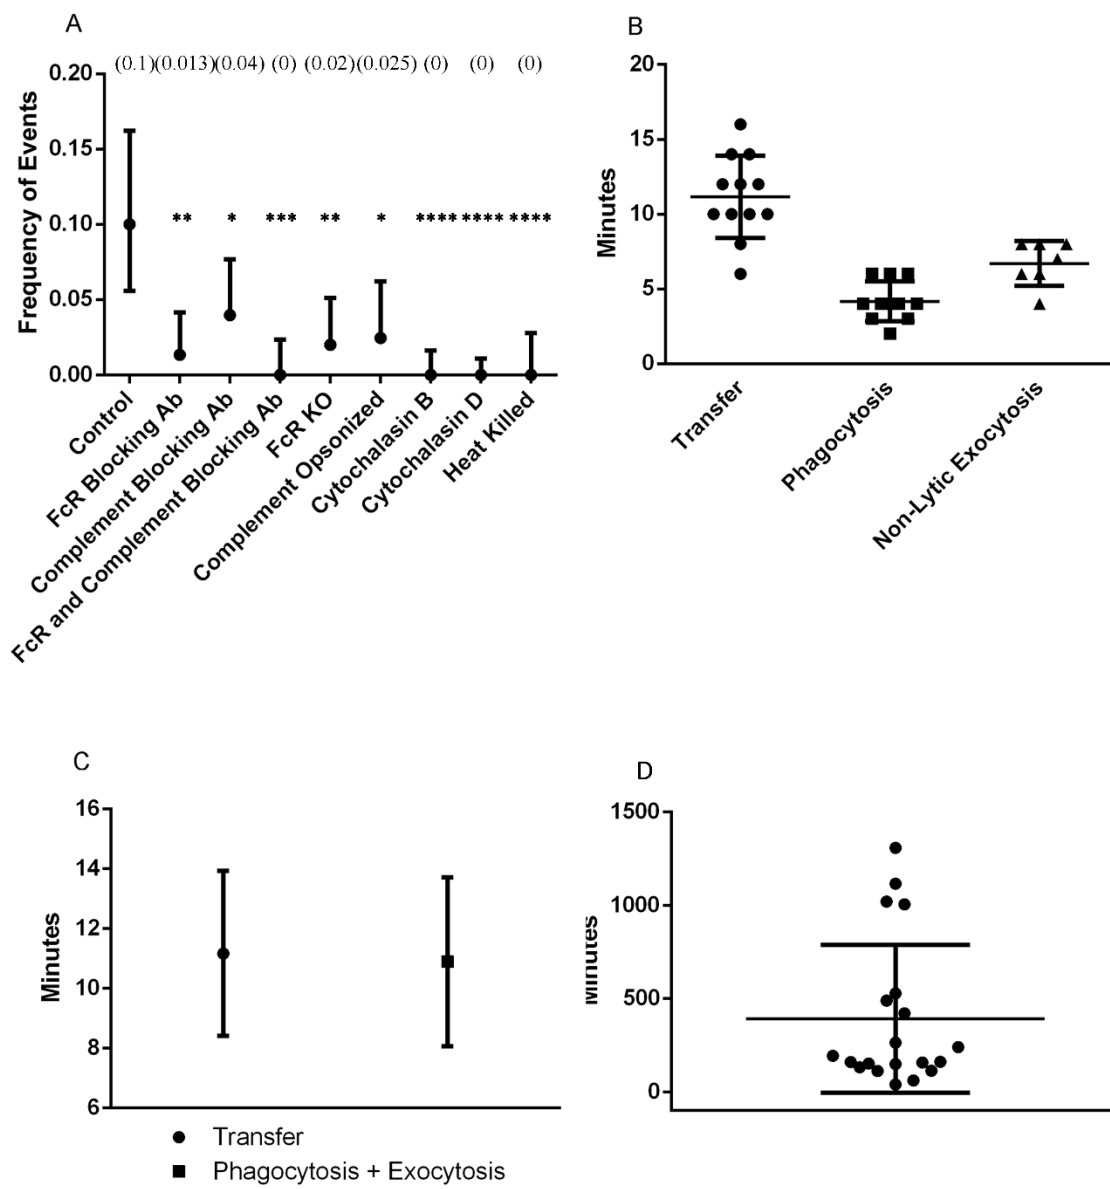 A
(0.1)(0.013)(0.04) (0) (0.02)(0.025) (0) (0) (0)
0.20
0.15
0.10
0.05
0.00
Frequency of Events
** * *** ** * **** **** ****
Control
FcR Blocking Ab
Complement Blocking Ab
FcR and Complement Blocking Ab
FcR KO
Complement Opsonized
Cytochalasin B
Cytochalasin D
Heat Killed
B
20
15
10
5
0
Minutes
Transfer
Phagocytosis
Non-Lytic Exocytosis
C
16
14
12
10
8
6
Minutes
Transfer
Phagocytosis + Exocytosis
D
1500
1000
500
0
Minutes